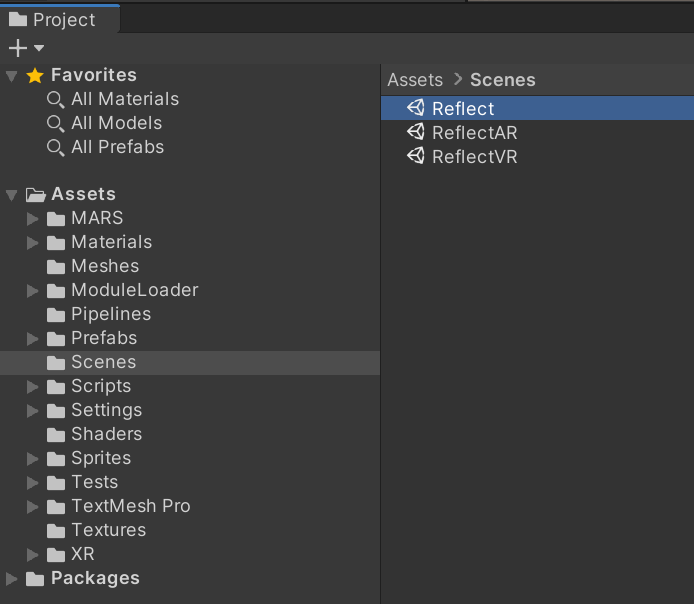 Project
Favorites
All Materials
All Models
All Prefabs
Assets
MARS
Materials
Meshes
ModuleLoader
Pipelines
Prefabs
Scenes
Scripts
Settings
Shaders
Sprites
Tests
TextMesh Pro
Textures
XR
Packages
Assets > Scenes
Reflect
ReflectAR
ReflectVR